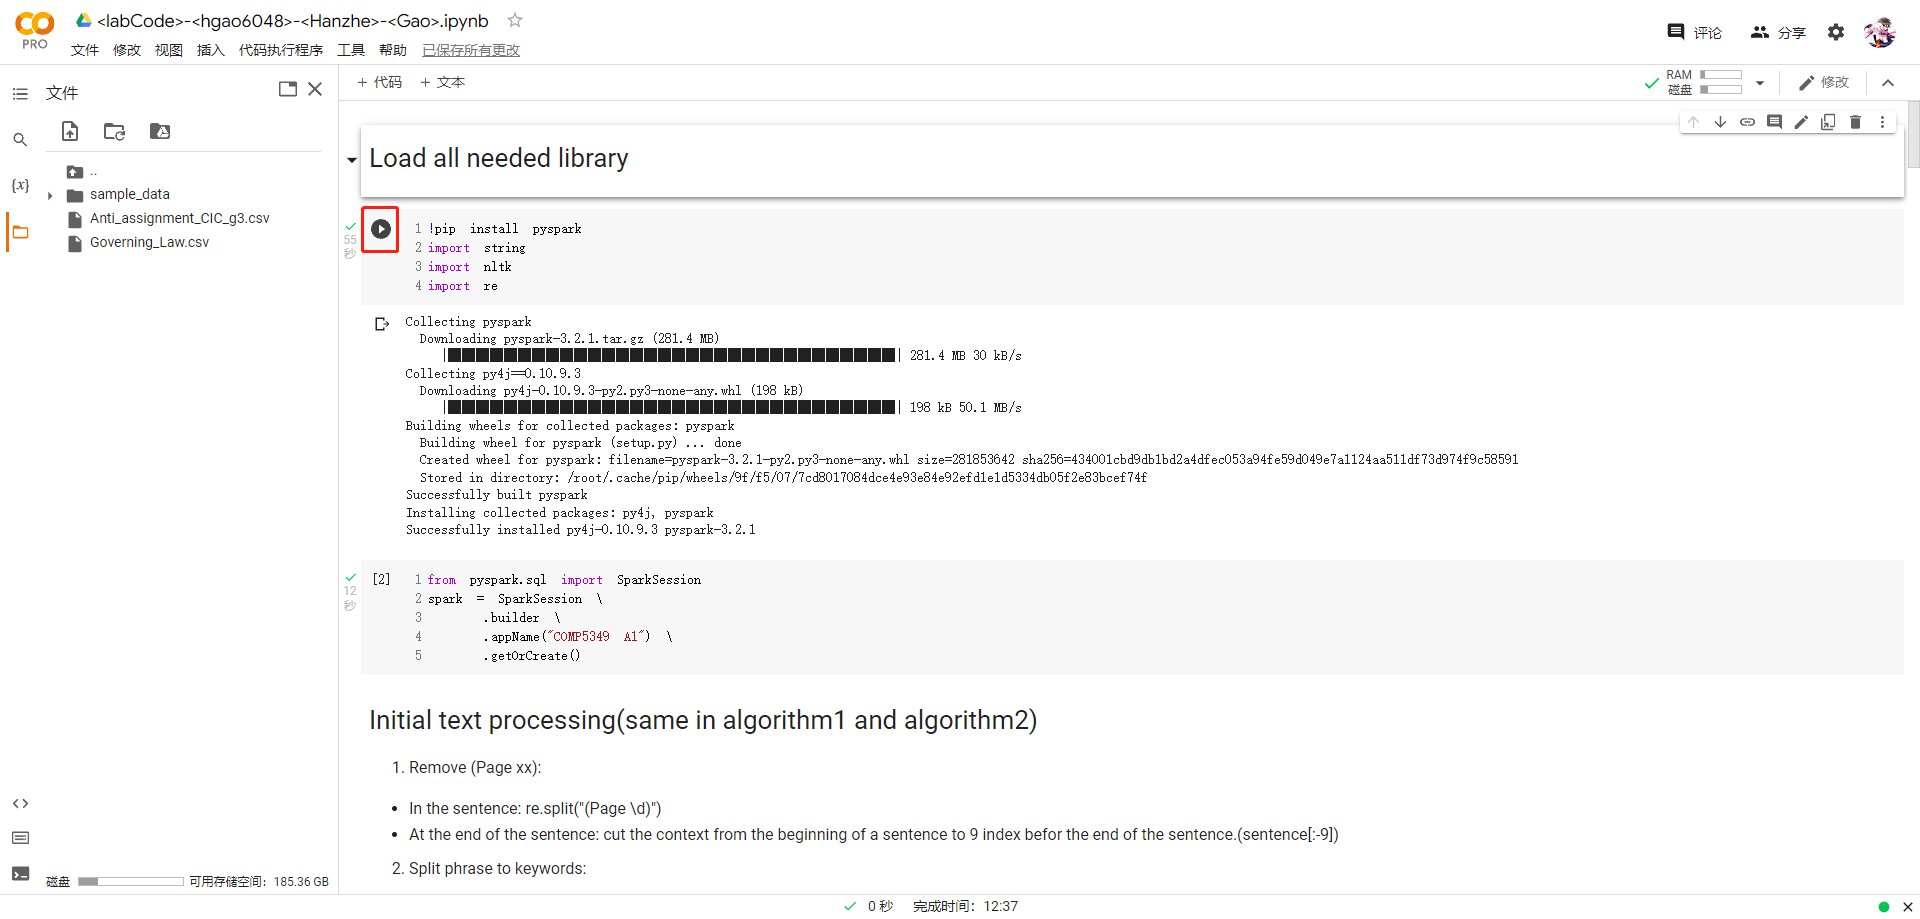 <labCode>-<hgao6048>-<Hanzhe>-<Gao>.ipynb
PRO
文件 修改 视图 插入 代码执行程序 工具 帮助 已保存所有更改
评论 分享
文件
+ 代码 + 文本
RAM
磁盘
修改
..
sample_data
Anti_assignment_CIC_g3.csv
Governing_Law.csv
{x}
Load all needed library
55
秒
1 !pip install pyspark
2 import string
3 import nltk
4 import re
Collecting pyspark
Downloading pyspark-3.2.1.tar.gz (281.4 MB)
281.4 MB 30 kB/s
Collecting py4j==0.10.9.3
Downloading py4j-0.10.9.3-py2.py3-none-any.whl (198 kB)
198 kB 50.1 MB/s
Building wheels for collected packages: pyspark
Building wheel for pyspark (setup.py) ... done
Created wheel for pyspark: filename=pyspark-3.2.1-py2.py3-none-any.whl size=281853642 sha256=434001cbd9db1bd2a4dfec053a94fe59d049e7a1124aa511df73d974f9c58591
Stored in directory: /root/.cache/pip/wheels/9f/f5/07/7cd8017084dce4e93e84e92efd1e1d5334db05f2e83bcef74f
Successfully built pyspark
Installing collected packages: py4j, pyspark
Successfully installed py4j-0.10.9.3 pyspark-3.2.1
12
秒
[2]
1 from pyspark.sql import SparkSession
2 spark = SparkSession \
3 .builder \
4 .appName("COMP5349 A1") \
5 .getOrCreate()
Initial text processing(same in algorithm1 and algorithm2)
1. Remove (Page xx):
• In the sentence: re.split("(Page \d)")
• At the end of the sentence: cut the context from the beginning of a sentence to 9 index befor the end of the sentence.(sentence[:-9])
2. Split phrase to keywords:
磁盘 可用存储空间：185.36 GB
0 秒 完成时间：12:37